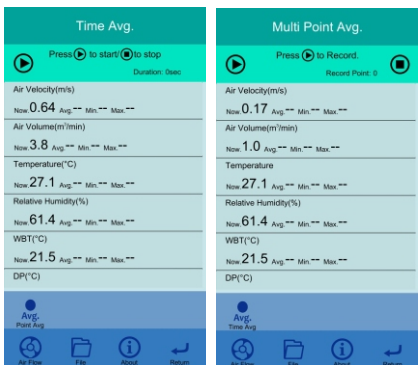 Time Avg.
Press to start/ to stop
Duration: 0sec
Air Velocity(m/s)
Now.0.64 Avg.-- Min.-- Max.--
Air Volume(m³/min)
Now.3.8 Avg.-- Min.-- Max.--
Temperature(°C)
Now.27.1 Avg.-- Min.-- Max.--
Relative Humidity(%)
Now.61.4 Avg.-- Min.-- Max.--
WBT(°C)
Now.21.5 Avg.-- Min.-- Max.--
DP(°C)
Avg.
Point Avg
Air Flow File About Return
Multi Point Avg.
Press to Record.
Record Point: 0
Air Velocity(m/s)
Now.0.17 Avg.-- Min.-- Max.--
Air Volume(m³/min)
Now.1.0 Avg.-- Min.-- Max.--
Temperature
Now.27.1 Avg.-- Min.-- Max.--
Relative Humidity(%)
Now.61.4 Avg.-- Min.-- Max.--
WBT(°C)
Now.21.5 Avg.-- Min.-- Max.--
DP(°C)
Avg.
Time Avg
Air Flow File About Return